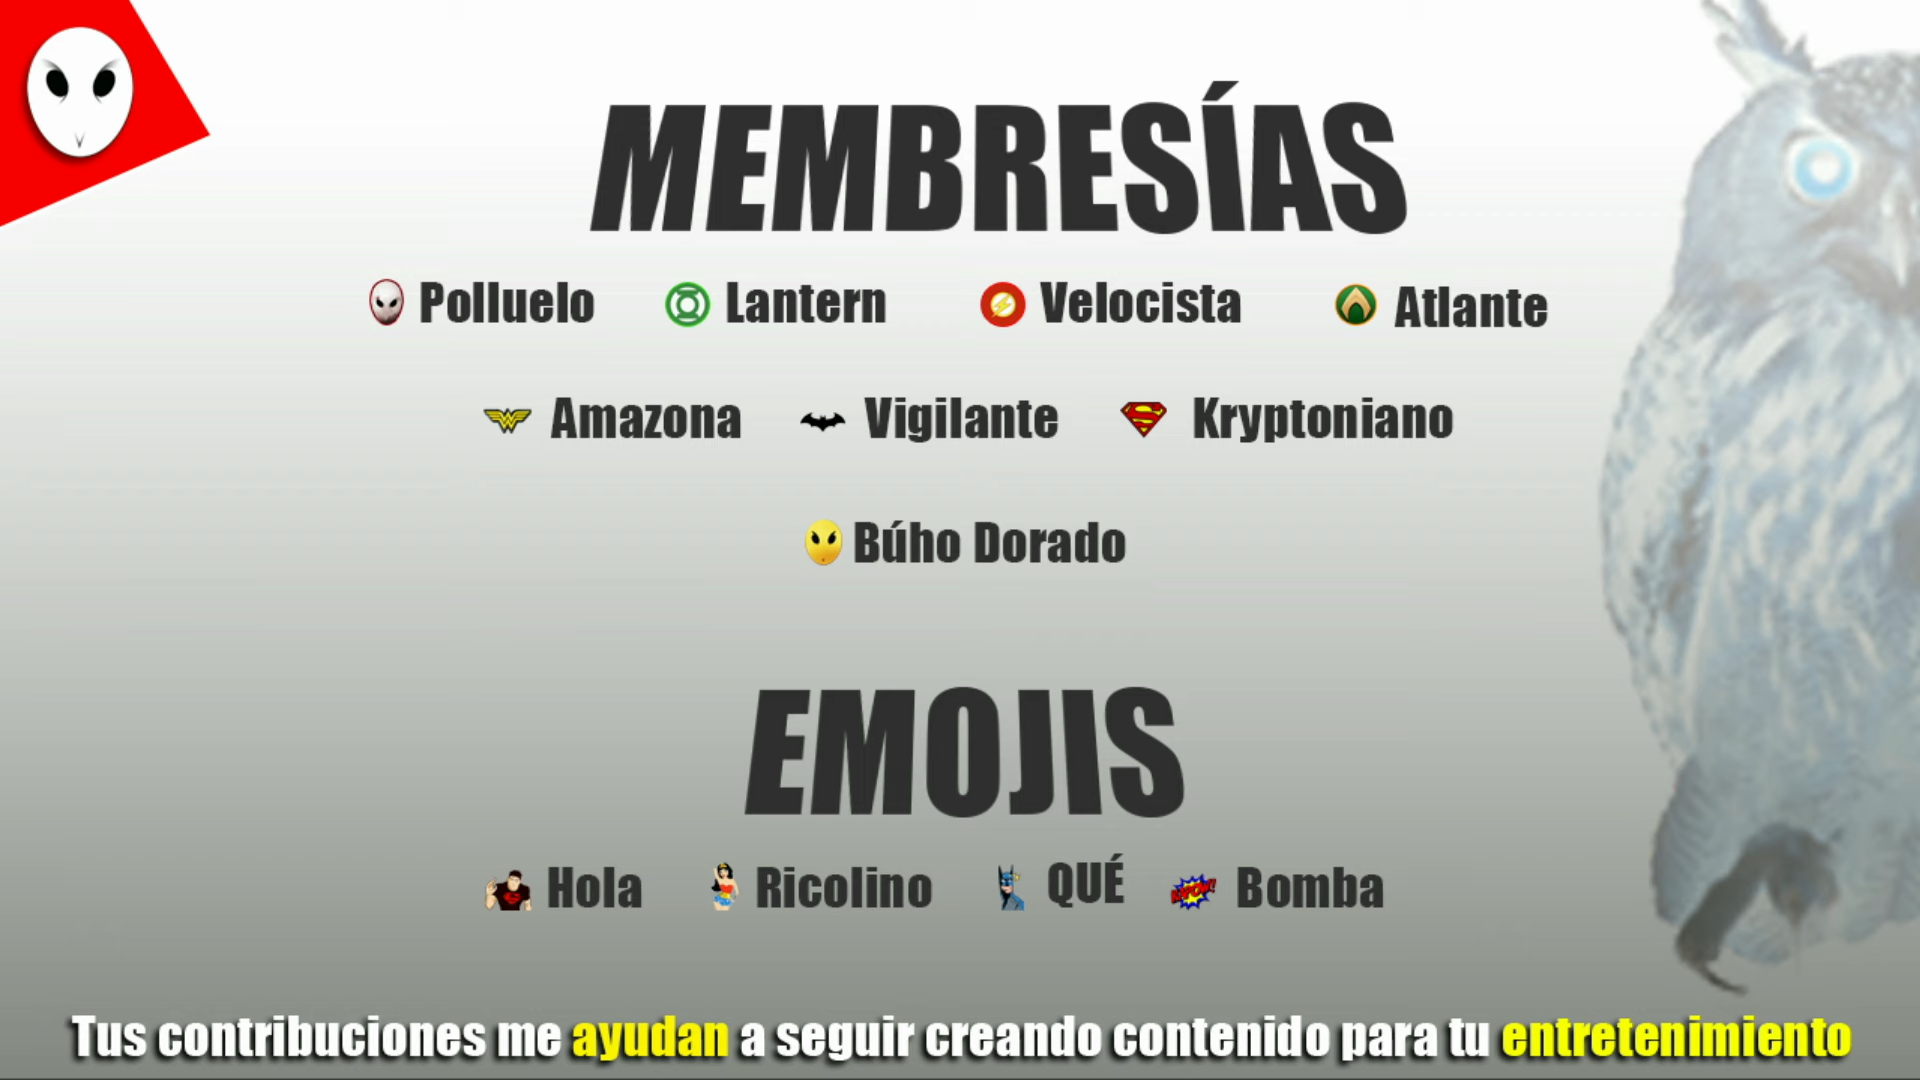 MEMBRESÍAS
Polluelo Lantern Velocista Atlante
Amazona Vigilante Kryptoniano
Búho Dorado
EMOJIS
Hola Ricolino QUÉ Bomba
Tus contribuciones me ayudan a seguir creando contenido para tu entretenimiento